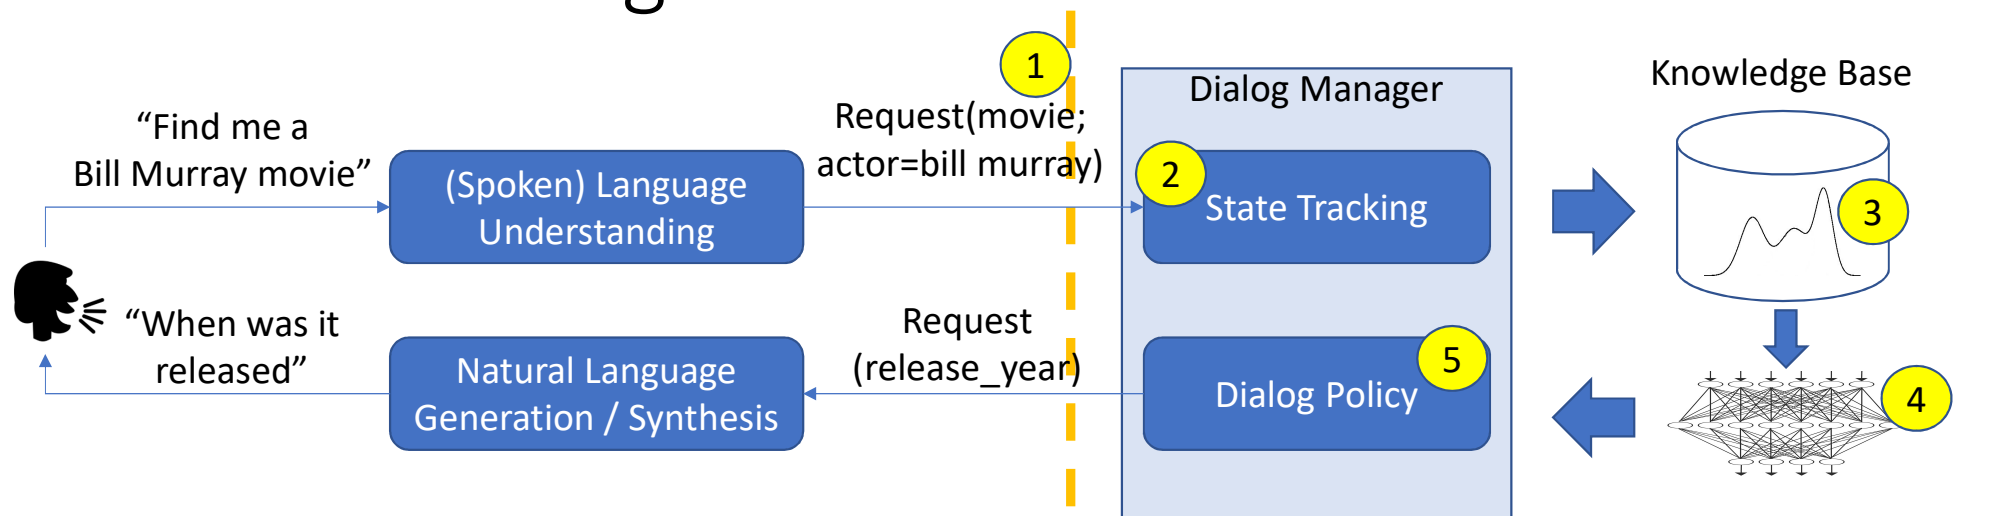 g
1
Dialog Manager
Knowledge Base
“Find me a
Bill Murray movie”
(Spoken) Language
Understanding
Request(movie;
actor=bill murray)
2
State Tracking
3
“When was it
released”
Natural Language
Generation / Synthesis
Request
(release_year)
5
Dialog Policy
4